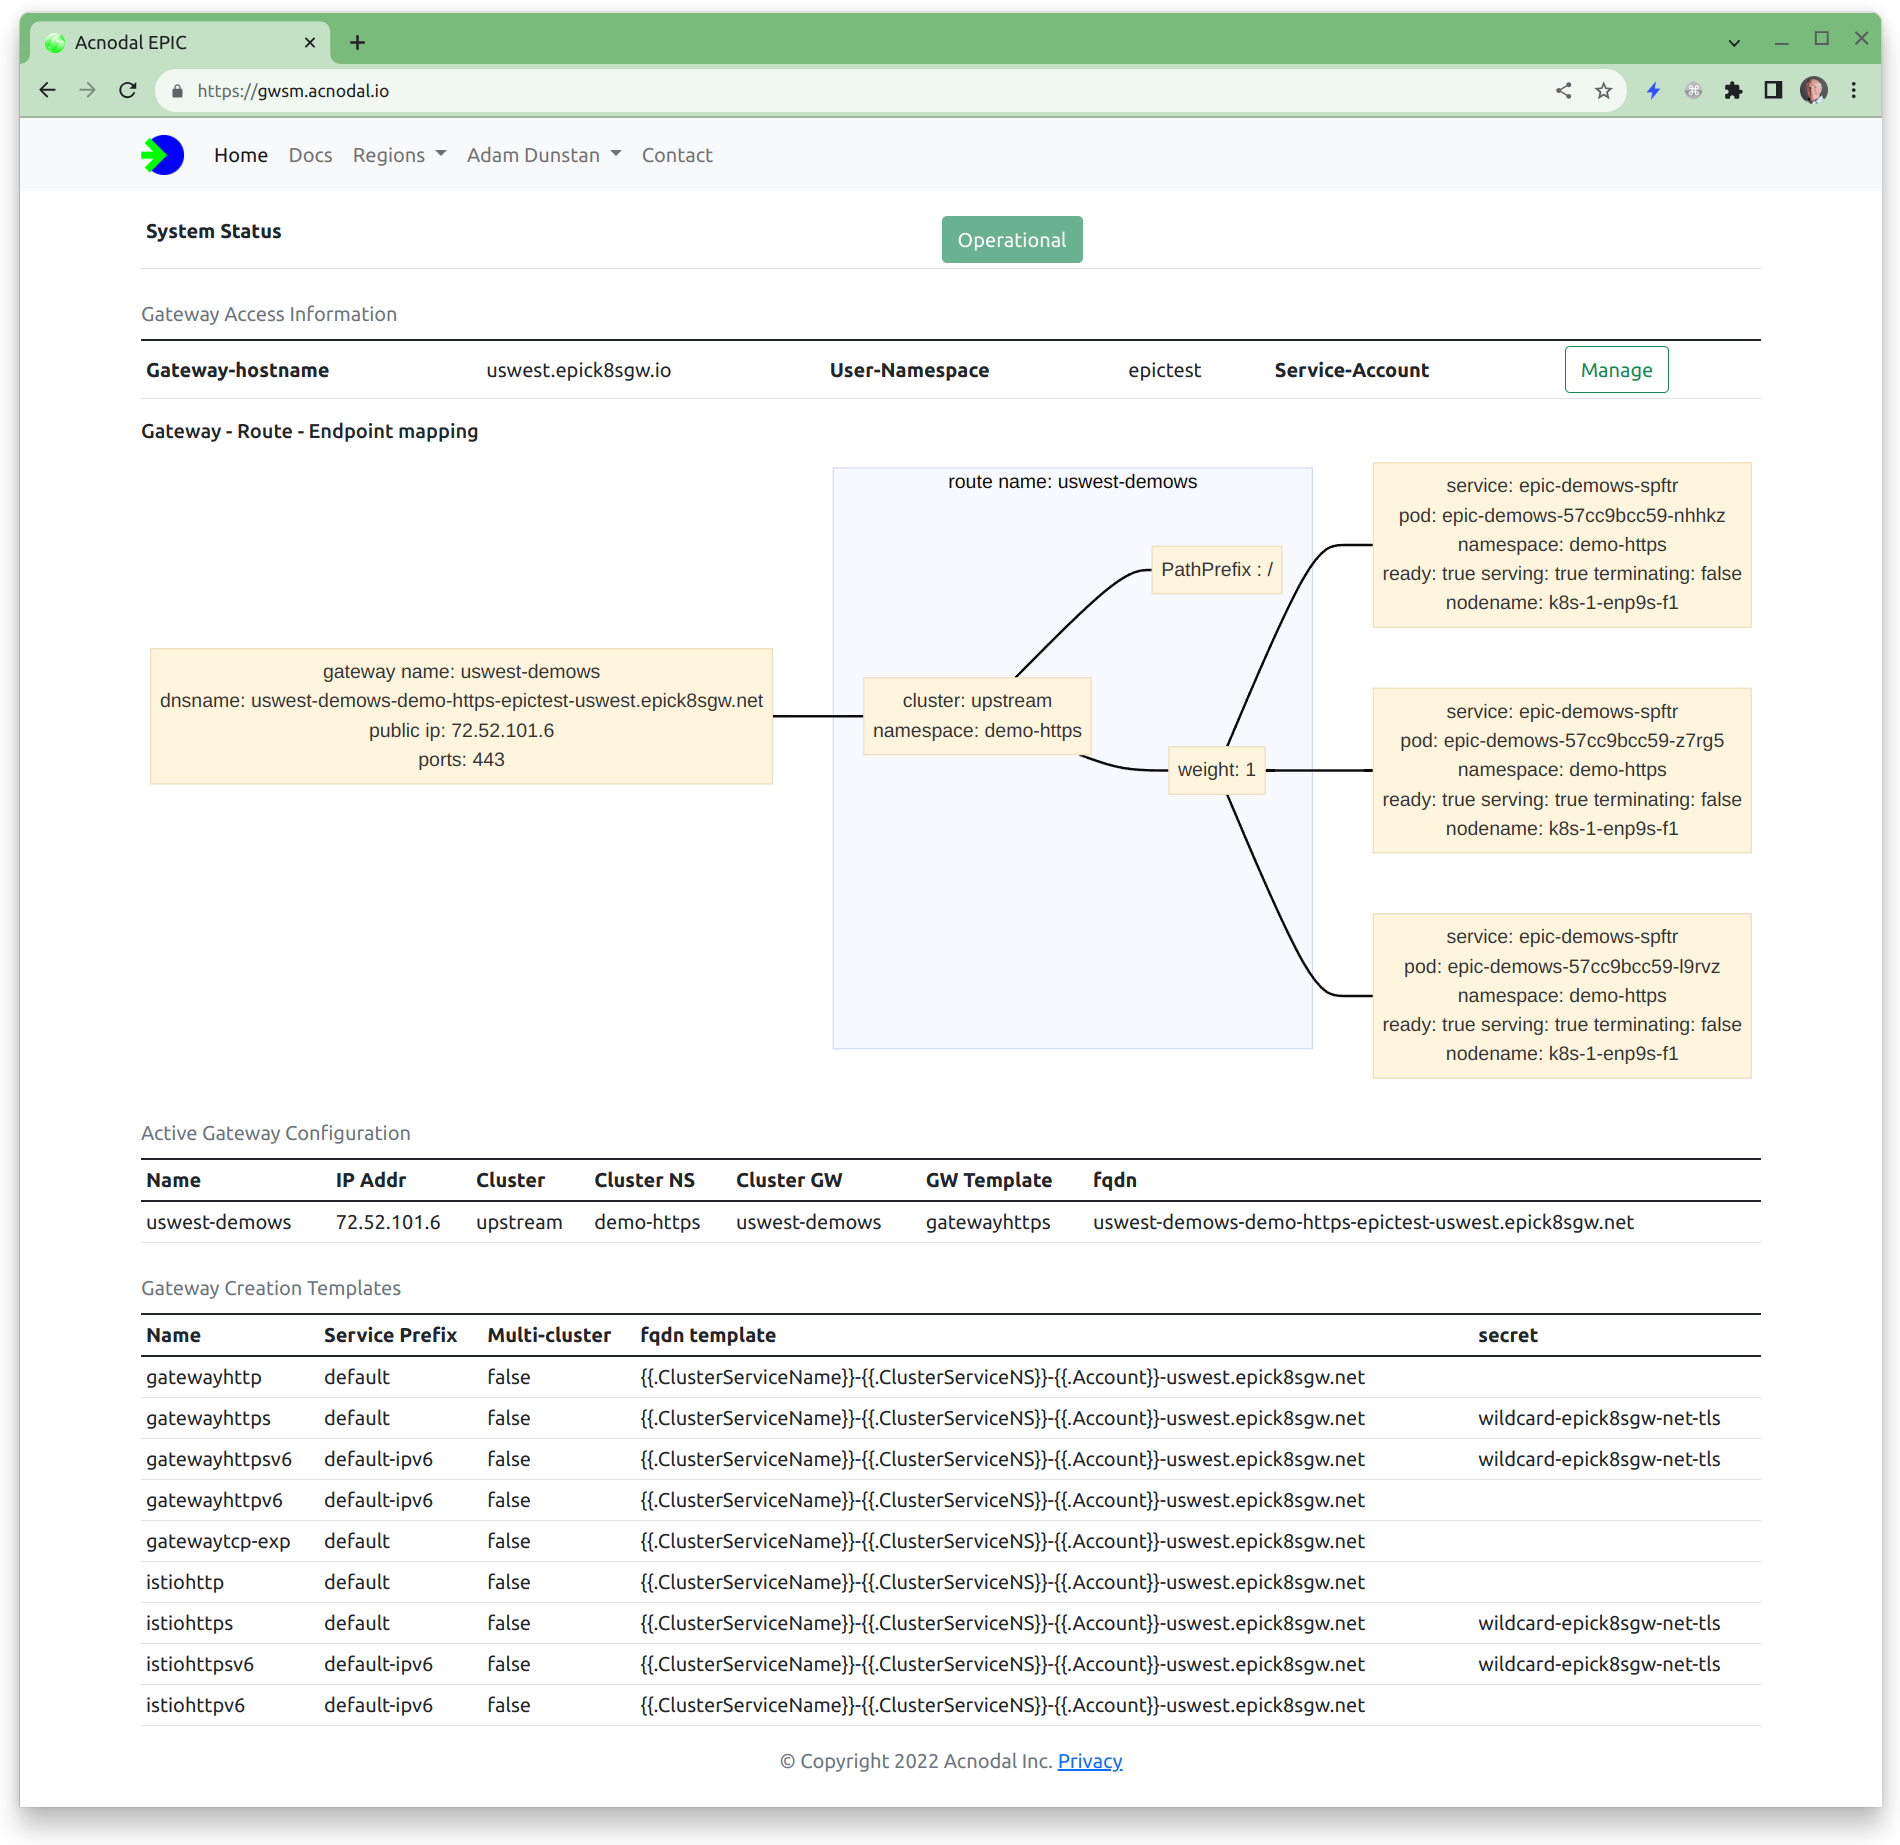 Acnodal EPIC
https://gwsm.acnodal.io
Home Docs Regions Adam Dunstan Contact
System Status Operational
Gateway Access Information
Gateway-hostname uswest.epick8sgw.io User-Namespace epictest Service-Account Manage
Gateway - Route - Endpoint mapping
gateway name: uswest-demows
dnsname: uswest-demows-demo-https-epictest-uswest.epick8sgw.net
public ip: 72.52.101.6
ports: 443
route name: uswest-demows
PathPrefix : /
cluster: upstream
namespace: demo-https
weight: 1
service: epic-demows-spftr
pod: epic-demows-57cc9bcc59-nhhkz
namespace: demo-https
ready: true serving: true terminating: false
nodename: k8s-1-enp9s-f1
service: epic-demows-spftr
pod: epic-demows-57cc9bcc59-z7rg5
namespace: demo-https
ready: true serving: true terminating: false
nodename: k8s-1-enp9s-f1
service: epic-demows-spftr
pod: epic-demows-57cc9bcc59-l9rvz
namespace: demo-https
ready: true serving: true terminating: false
nodename: k8s-1-enp9s-f1
Active Gateway Configuration
Name IP Addr Cluster Cluster NS Cluster GW GW Template fqdn
uswest-demows 72.52.101.6 upstream demo-https uswest-demows gatewayhttps uswest-demows-demo-https-epictest-uswest.epick8sgw.net
Gateway Creation Templates
Name Service Prefix Multi-cluster fqdn template secret
gatewayhttp default false {{.ClusterServiceName}}-{{.ClusterServiceNS}}-{{.Account}}-uswest.epick8sgw.net
gatewayhttps default false {{.ClusterServiceName}}-{{.ClusterServiceNS}}-{{.Account}}-uswest.epick8sgw.net wildcard-epick8sgw-net-tls
gatewayhttpsv6 default-ipv6 false {{.ClusterServiceName}}-{{.ClusterServiceNS}}-{{.Account}}-uswest.epick8sgw.net wildcard-epick8sgw-net-tls
gatewayhttpv6 default-ipv6 false {{.ClusterServiceName}}-{{.ClusterServiceNS}}-{{.Account}}-uswest.epick8sgw.net
gatewaytcp-exp default false {{.ClusterServiceName}}-{{.ClusterServiceNS}}-{{.Account}}-uswest.epick8sgw.net
istiohttp default false {{.ClusterServiceName}}-{{.ClusterServiceNS}}-{{.Account}}-uswest.epick8sgw.net
istiohttps default false {{.ClusterServiceName}}-{{.ClusterServiceNS}}-{{.Account}}-uswest.epick8sgw.net wildcard-epick8sgw-net-tls
istiohttpsv6 default-ipv6 false {{.ClusterServiceName}}-{{.ClusterServiceNS}}-{{.Account}}-uswest.epick8sgw.net wildcard-epick8sgw-net-tls
istiohttpv6 default-ipv6 false {{.ClusterServiceName}}-{{.ClusterServiceNS}}-{{.Account}}-uswest.epick8sgw.net
© Copyright 2022 Acnodal Inc. Privacy